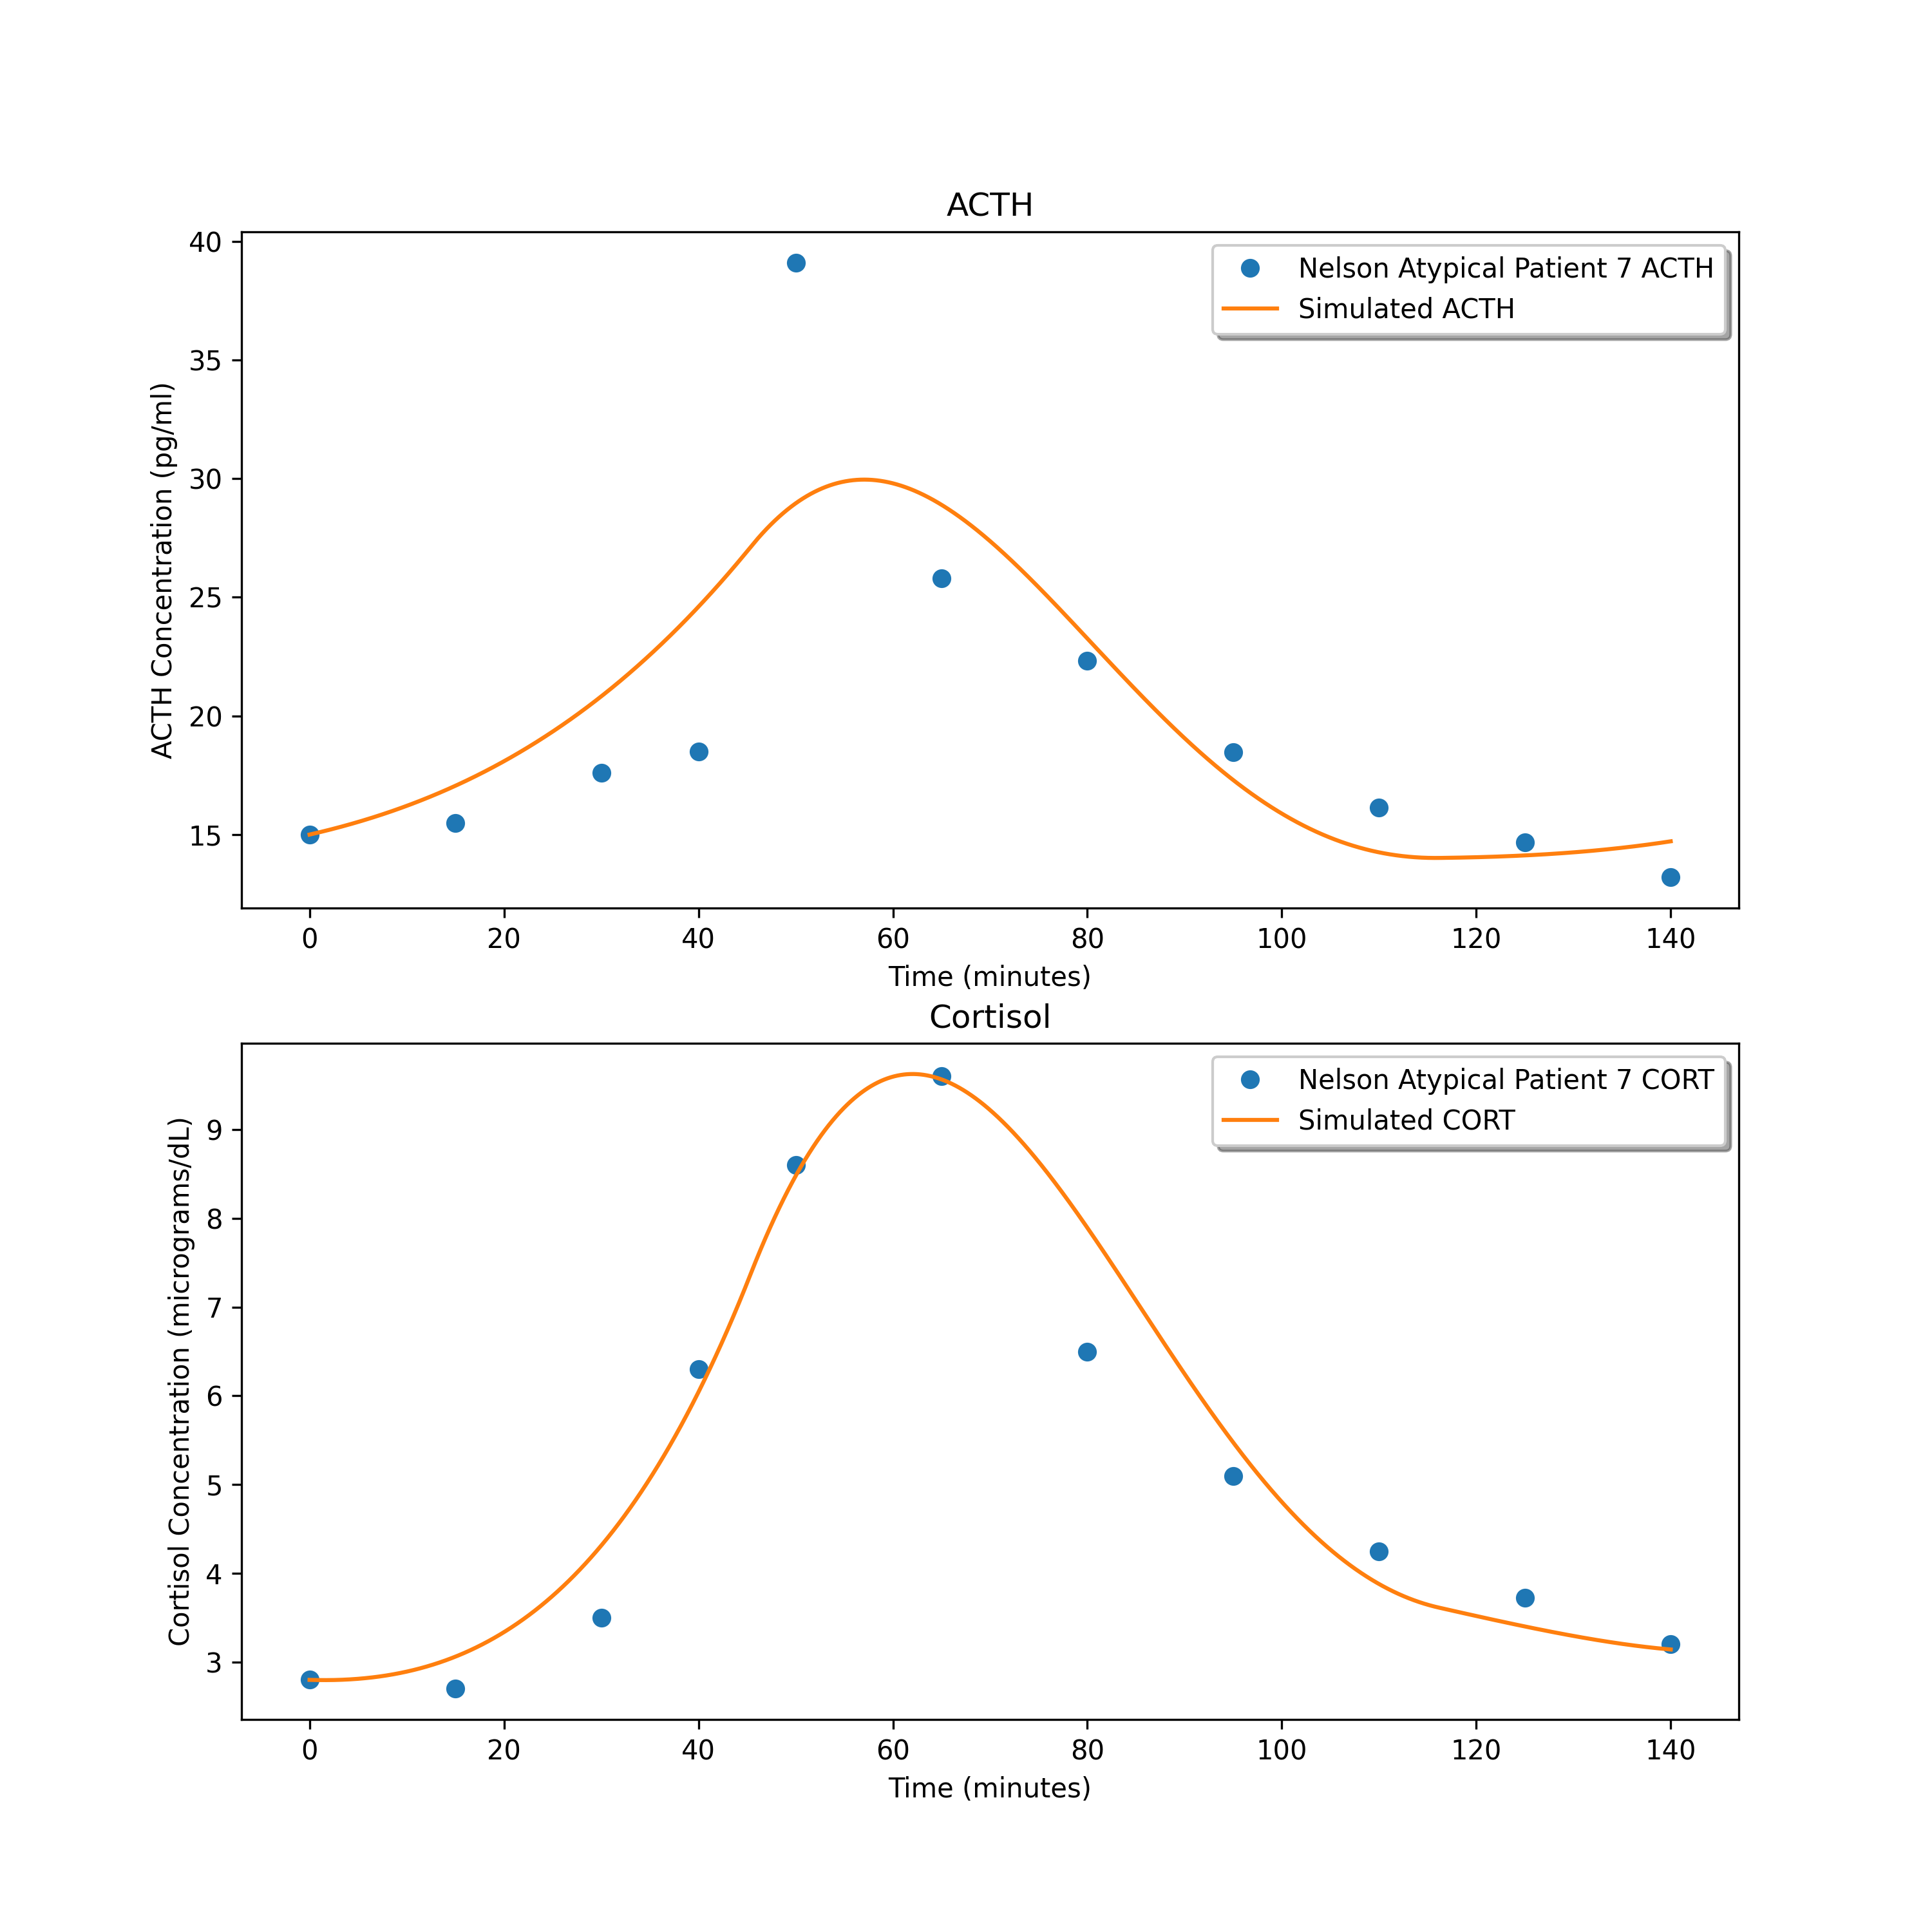 ACTH
40
35
30
25
20
15
ACTH Concentration (pg/ml)
Nelson Atypical Patient 7 ACTH
Simulated ACTH
0 20 40 60 80 100 120 140
Time (minutes)
Cortisol
9
8
7
6
5
4
3
Cortisol Concentration (micrograms/dL)
Nelson Atypical Patient 7 CORT
Simulated CORT
0 20 40 60 80 100 120 140
Time (minutes)